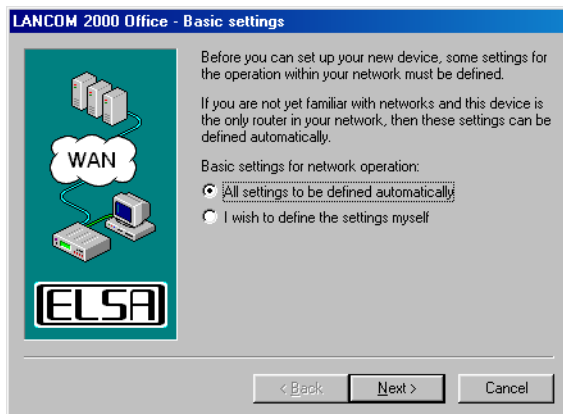 LANCOM 2000 Office - Basic settings
Before you can set up your new device, some settings for
the operation within your network must be defined.
If you are not yet familiar with networks and this device is
the only router in your network, then these settings can be
defined automatically.
Basic settings for network operation:
All settings to be defined automatically
I wish to define the settings myself
WAN
ELSA
< Back
Next >
Cancel